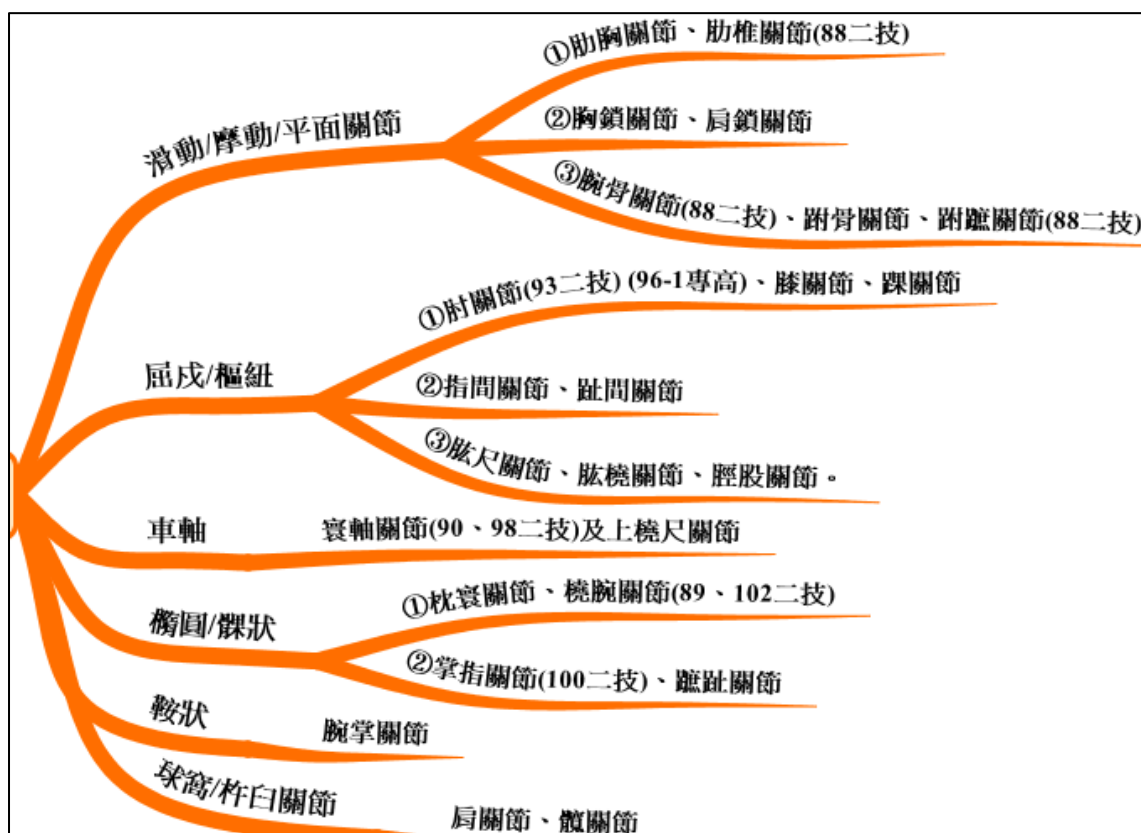 滑動/摩動/平面關節
①肋胸關節、肋椎關節(88二技)
②胸鎖關節、肩鎖關節
③腕骨關節(88二技)、跗骨關節、跗蹠關節(88二技)
屈戌/樞紐
①肘關節(93二技) (96-1專高)、膝關節、踝關節
②指間關節、趾間關節
③肱尺關節、肱橈關節、脛股關節。
車軸
寰軸關節(90、98二技)及上橈尺關節
橢圓/髁狀
①枕寰關節、橈腕關節(89、102二技)
②掌指關節(100二技)、蹠趾關節
鞍狀
腕掌關節
球窩/杵臼關節
肩關節、髖關節